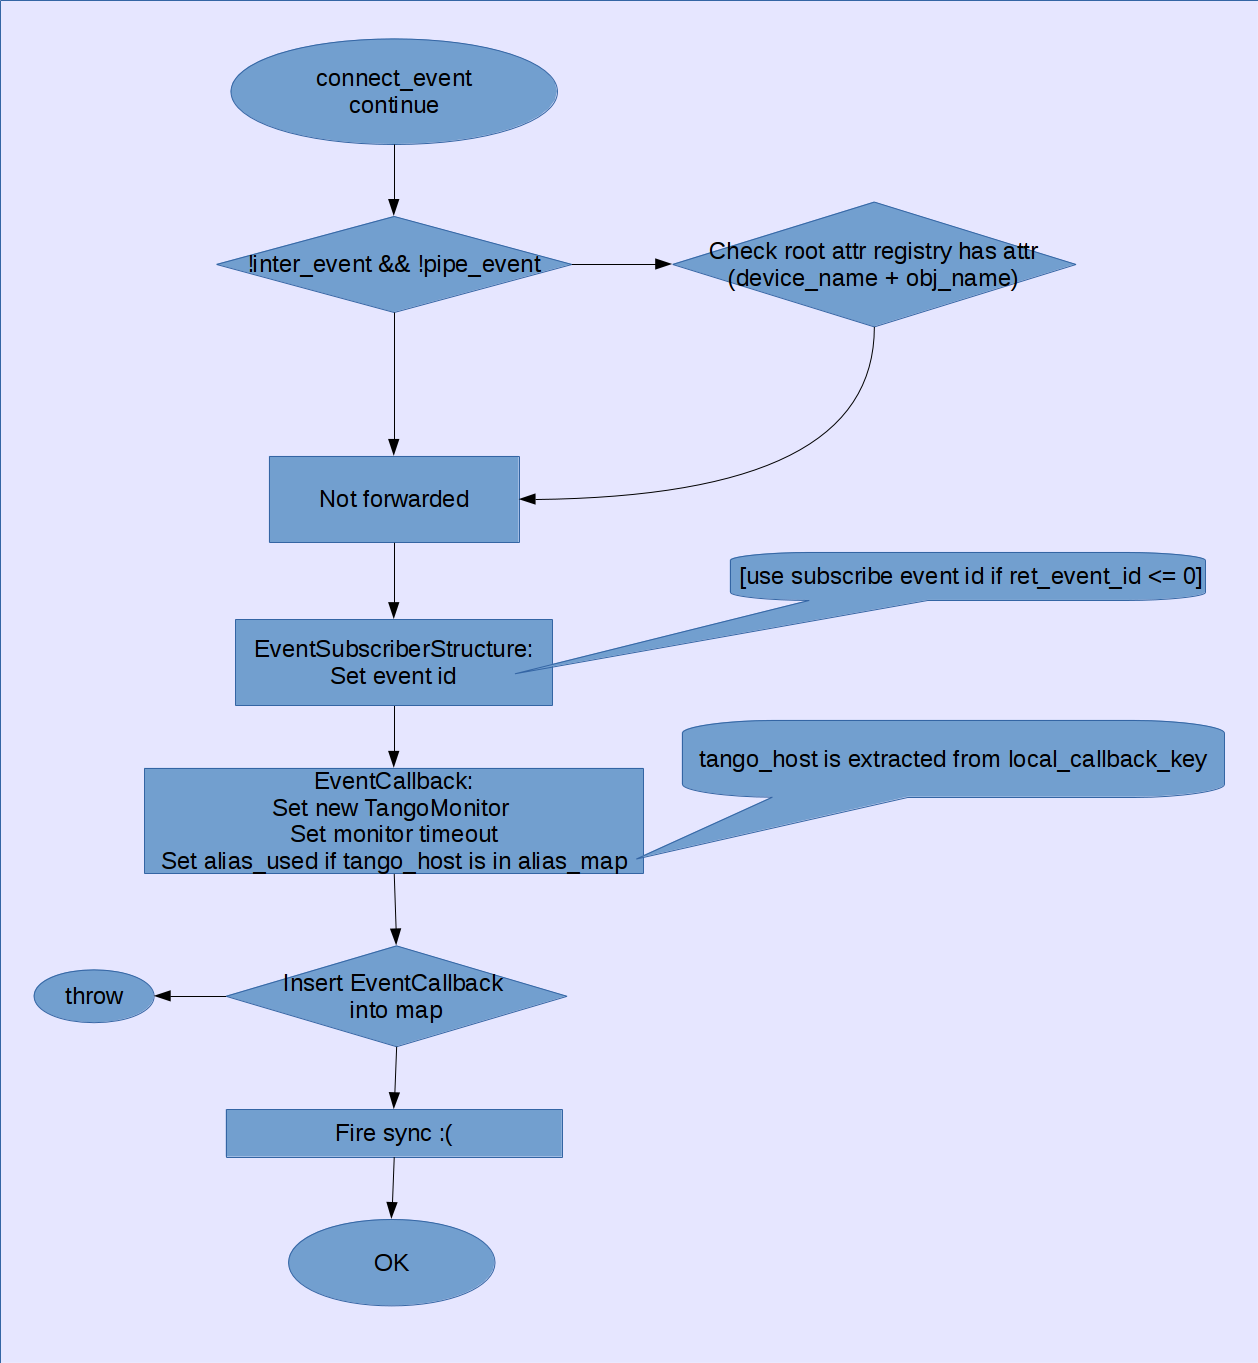 connect_event
continue
!inter_event && !pipe_event
Check root attr registry has attr
(device_name + obj_name)
Not forwarded
[use subscribe event id if ret_event_id <= 0]
EventSubscriberStructure:
Set event id
tango_host is extracted from local_callback_key
EventCallback:
Set new TangoMonitor
Set monitor timeout
Set alias_used if tango_host is in alias_map
Insert EventCallback
into map
throw
Fire sync :(
OK